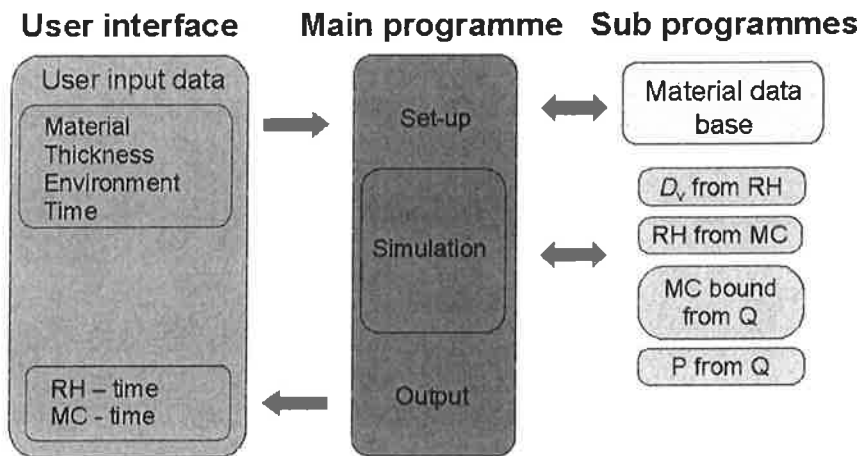 User interface
Main programme
Sub programmes
User input data
Material
Thickness
Environment
Time
RH – time
MC - time
Set-up
Simulation
Output
Material data
base
Dv from RH
RH from MC
MC bound
from Q
P from Q